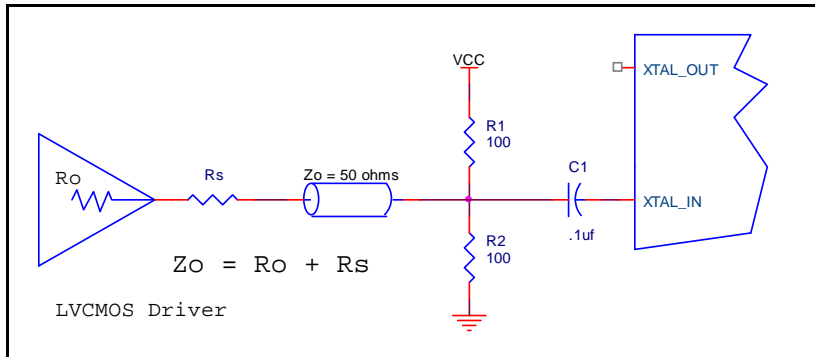 VCC
XTAL_OUT
R1
100
Ro
Rs
Zo = 50 ohms
C1
XTAL_IN
.1uf
R2
100
Zo = Ro + Rs
LVCMOS Driver